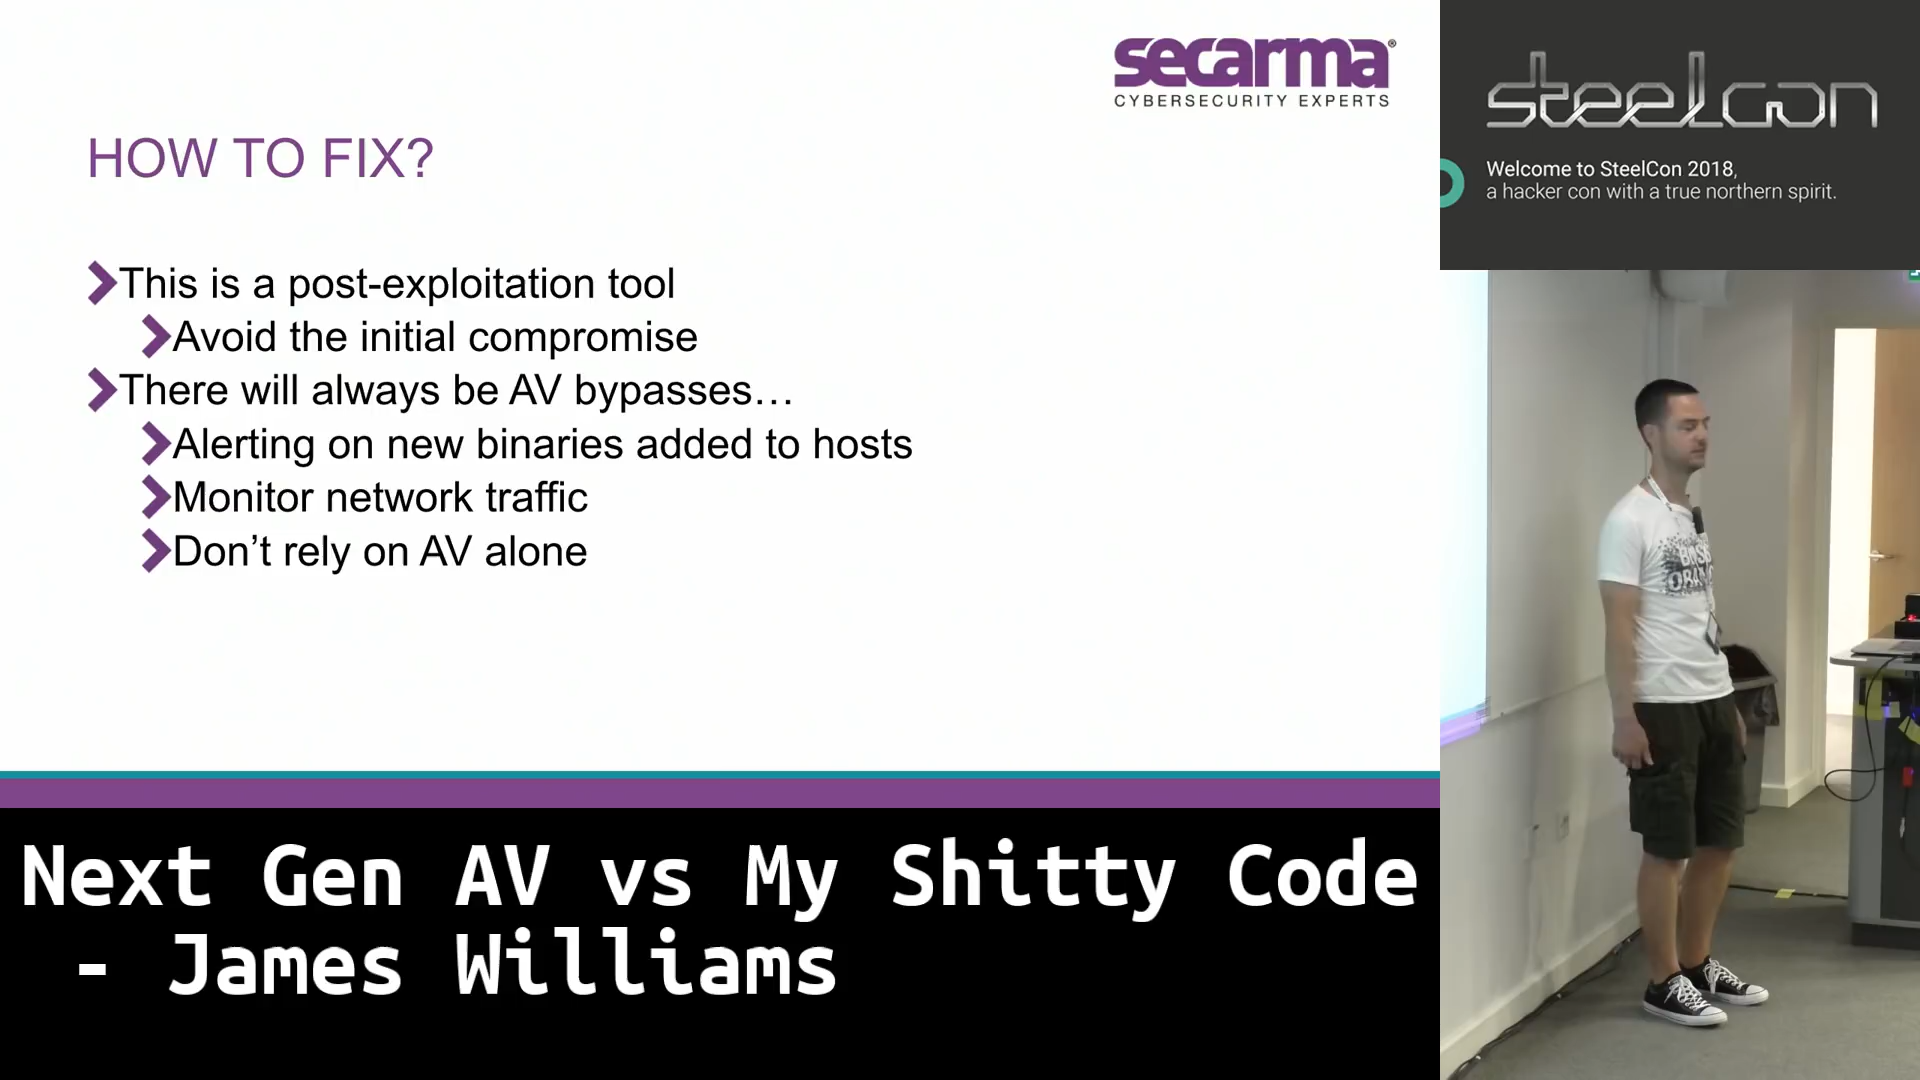 secarma®
CYBERSECURITY EXPERTS
HOW TO FIX?
This is a post-exploitation tool
Avoid the initial compromise
There will always be AV bypasses…
Alerting on new binaries added to hosts
Monitor network traffic
Don’t rely on AV alone
steelcon
Welcome to SteelCon 2018,
a hacker con with a true northern spirit.
Next Gen AV vs My Shitty Code
- James Williams